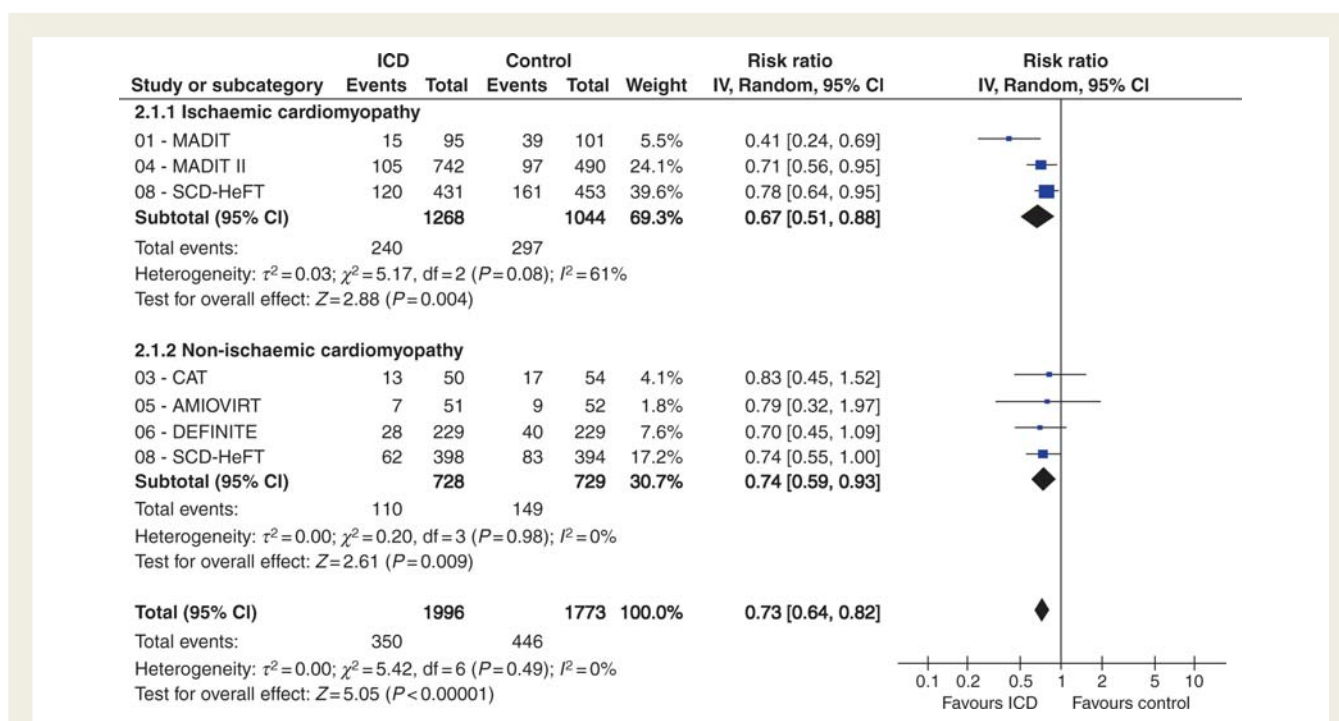 ICD Control Risk ratio Risk ratio
Study or subcategory Events Total Events Total Weight IV, Random, 95% CI IV, Random, 95% CI
2.1.1 Ischaemic cardiomyopathy
01 - MADIT 15 95 39 101 5.5% 0.41 [0.24, 0.69]
04 - MADIT II 105 742 97 490 24.1% 0.71 [0.56, 0.95]
08 - SCD-HeFT 120 431 161 453 39.6% 0.78 [0.64, 0.95]
Subtotal (95% CI) 1268 1044 69.3% 0.67 [0.51, 0.88]
Total events: 240 297
Heterogeneity: τ²=0.03; χ²=5.17, df=2 (P=0.08); I²=61%
Test for overall effect: Z=2.88 (P=0.004)
2.1.2 Non-ischaemic cardiomyopathy
03 - CAT 13 50 17 54 4.1% 0.83 [0.45, 1.52]
05 - AMIOVIRT 7 51 9 52 1.8% 0.79 [0.32, 1.97]
06 - DEFINITE 28 229 40 229 7.6% 0.70 [0.45, 1.09]
08 - SCD-HeFT 62 398 83 394 17.2% 0.74 [0.55, 1.00]
Subtotal (95% CI) 728 729 30.7% 0.74 [0.59, 0.93]
Total events: 110 149
Heterogeneity: τ²=0.00; χ²=0.20, df=3 (P=0.98); I²=0%
Test for overall effect: Z=2.61 (P=0.009)
Total (95% CI) 1996 1773 100.0% 0.73 [0.64, 0.82]
Total events: 350 446
Heterogeneity: τ²=0.00; χ²=5.42, df=6 (P=0.49); I²=0%
Test for overall effect: Z=5.05 (P<0.00001)
0.1 0.2 0.5 1 2 5 10
Favours ICD Favours control